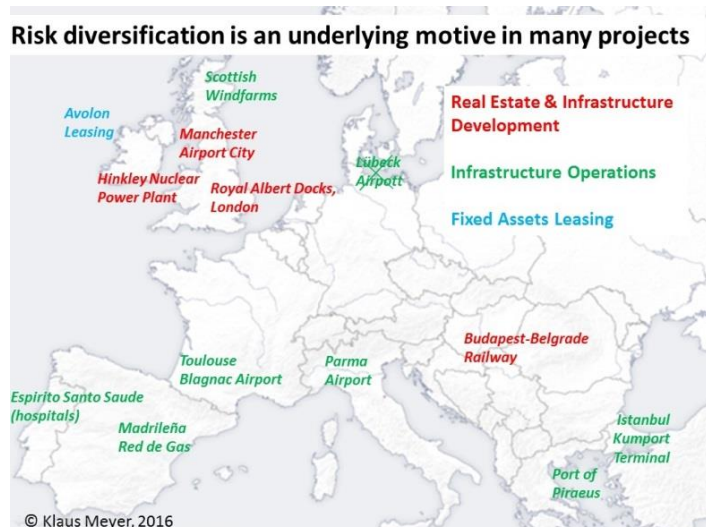 Risk diversification is an underlying motive in many projects
Scottish
Windfarms
Avolon
Leasing
Manchester
Airport City
Hinkley Nuclear
Power Plant
Royal Albert Docks,
London
Lübeck
Airpott
Real Estate & Infrastructure
Development
Infrastructure Operations
Fixed Assets Leasing
Budapest-Belgrade
Railway
Toulouse
Blagnac Airport
Parma
Airport
Espirito Santo Saude
(hospitals)
Madrileña
Red de Gas
Istanbul
Kumport
Terminal
Port of
Piraeus
© Klaus Meyer, 2016